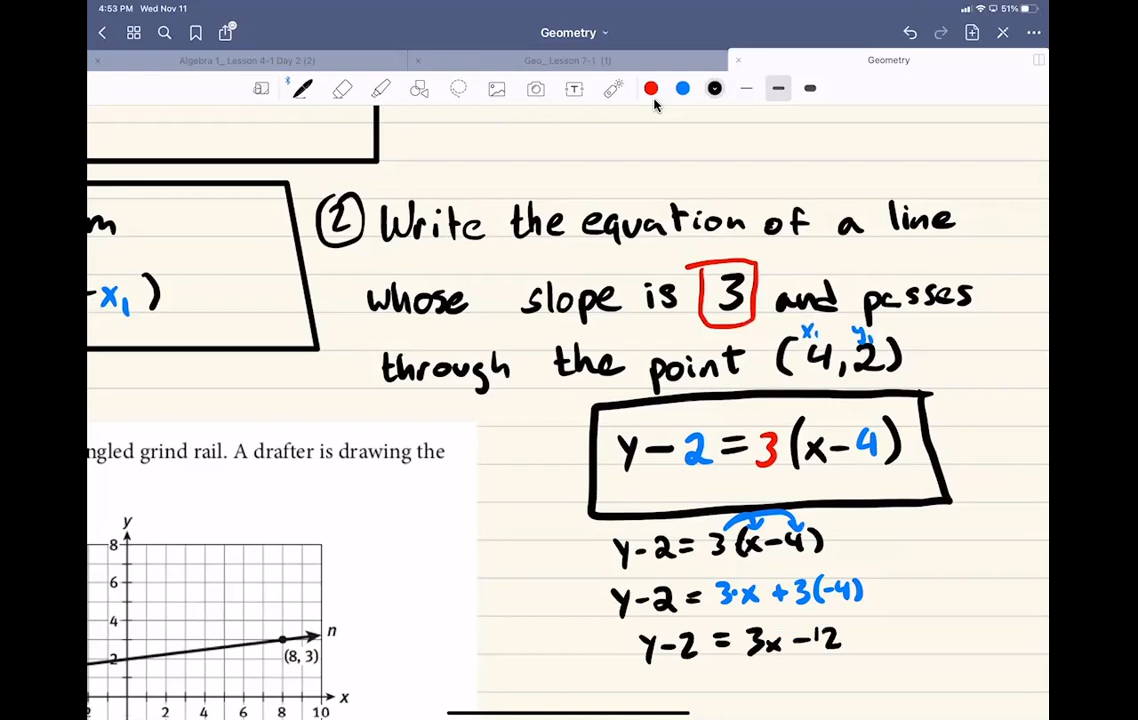 4:53 PM Wed Nov 11
51%
Geometry
Algebra 1_ Lesson 4-1 Day 2 (2)
Geo_ Lesson 7-1 (1)
Geometry
m
-x₁)
② Write the equation of a line
whose slope is 3 and passes
x₁ y₁
through the point (4,2)
y-2=3(x-4)
y-2=3(x-4)
y-2=3·x+3(-4)
y-2=3x-12
ngled grind rail. A drafter is drawing the
y
8
6
4
2
n
(8, 3)
x
2 4 6 8 10